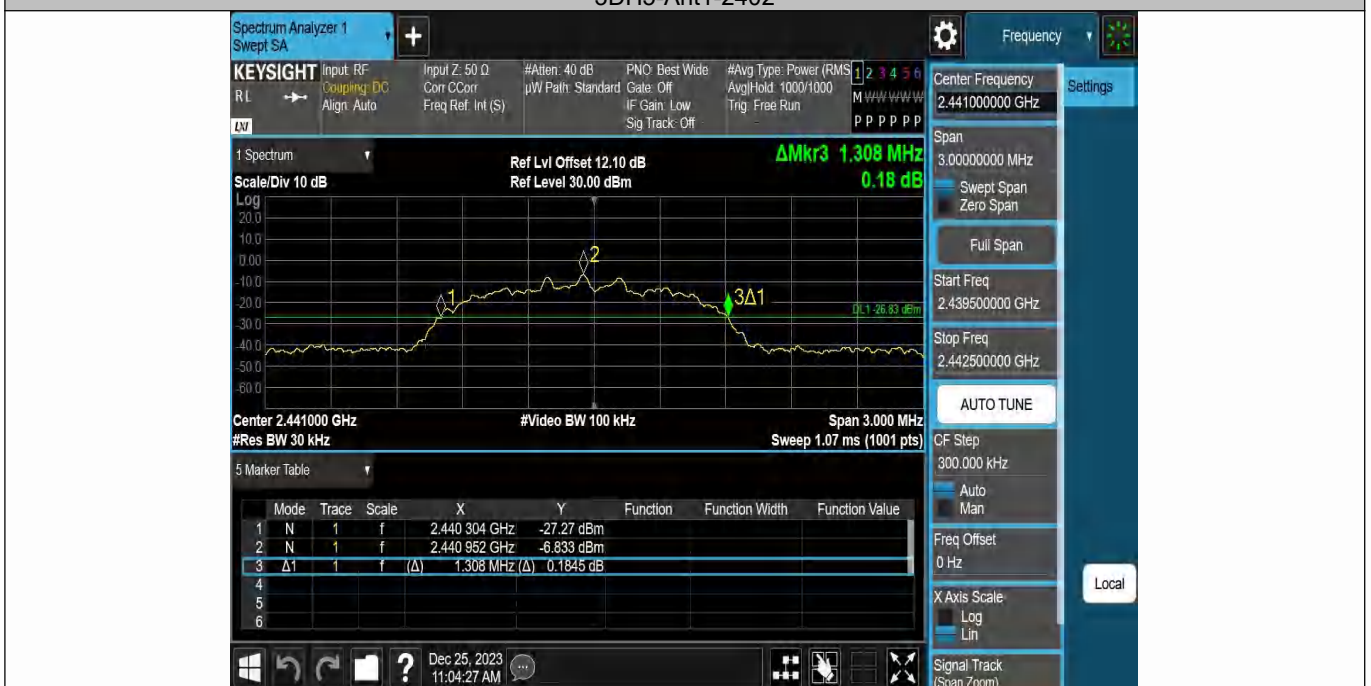 3DH5-Ant1-2402
Spectrum Analyzer 1
Swept SA
+
Frequency
KEYSIGHT
RL
LXI
Input: RF
Coupling: DC
Align: Auto
Input Z: 50 Ω
Corr CCorr
Freq Ref: Int (S)
#Atten: 40 dB
µW Path: Standard
PNO: Best Wide
Gate: Off
IF Gain: Low
Sig Track: Off
#Avg Type: Power (RMS
Avg|Hold: 1000/1000
Trig: Free Run
1 2 3 4 5 6
M W W W W W
P P P P P P
1 Spectrum
Scale/Div 10 dB
Ref Lvl Offset 12.10 dB
Ref Level 30.00 dBm
ΔMkr3 1.308 MHz
0.18 dB
Log
20.0
10.0
0.00
-10.0
-20.0
-30.0
-40.0
-50.0
-60.0
1
2
3Δ1
DL1 -26.83 dBm
Center 2.441000 GHz
#Res BW 30 kHz
#Video BW 100 kHz
Span 3.000 MHz
Sweep 1.07 ms (1001 pts)
5 Marker Table
Mode Trace Scale X Y Function Function Width Function Value
1 N 1 f 2.440 304 GHz -27.27 dBm
2 N 1 f 2.440 952 GHz -6.833 dBm
3 Δ1 1 f (Δ) 1.308 MHz (Δ) 0.1845 dB
4
5
6
?
Dec 25, 2023
11:04:27 AM
Center Frequency
2.441000000 GHz
Settings
Span
3.00000000 MHz
Swept Span
Zero Span
Full Span
Start Freq
2.439500000 GHz
Stop Freq
2.442500000 GHz
AUTO TUNE
CF Step
300.000 kHz
Auto
Man
Freq Offset
0 Hz
X Axis Scale
Log
Lin
Local
Signal Track
(Span Zoom)